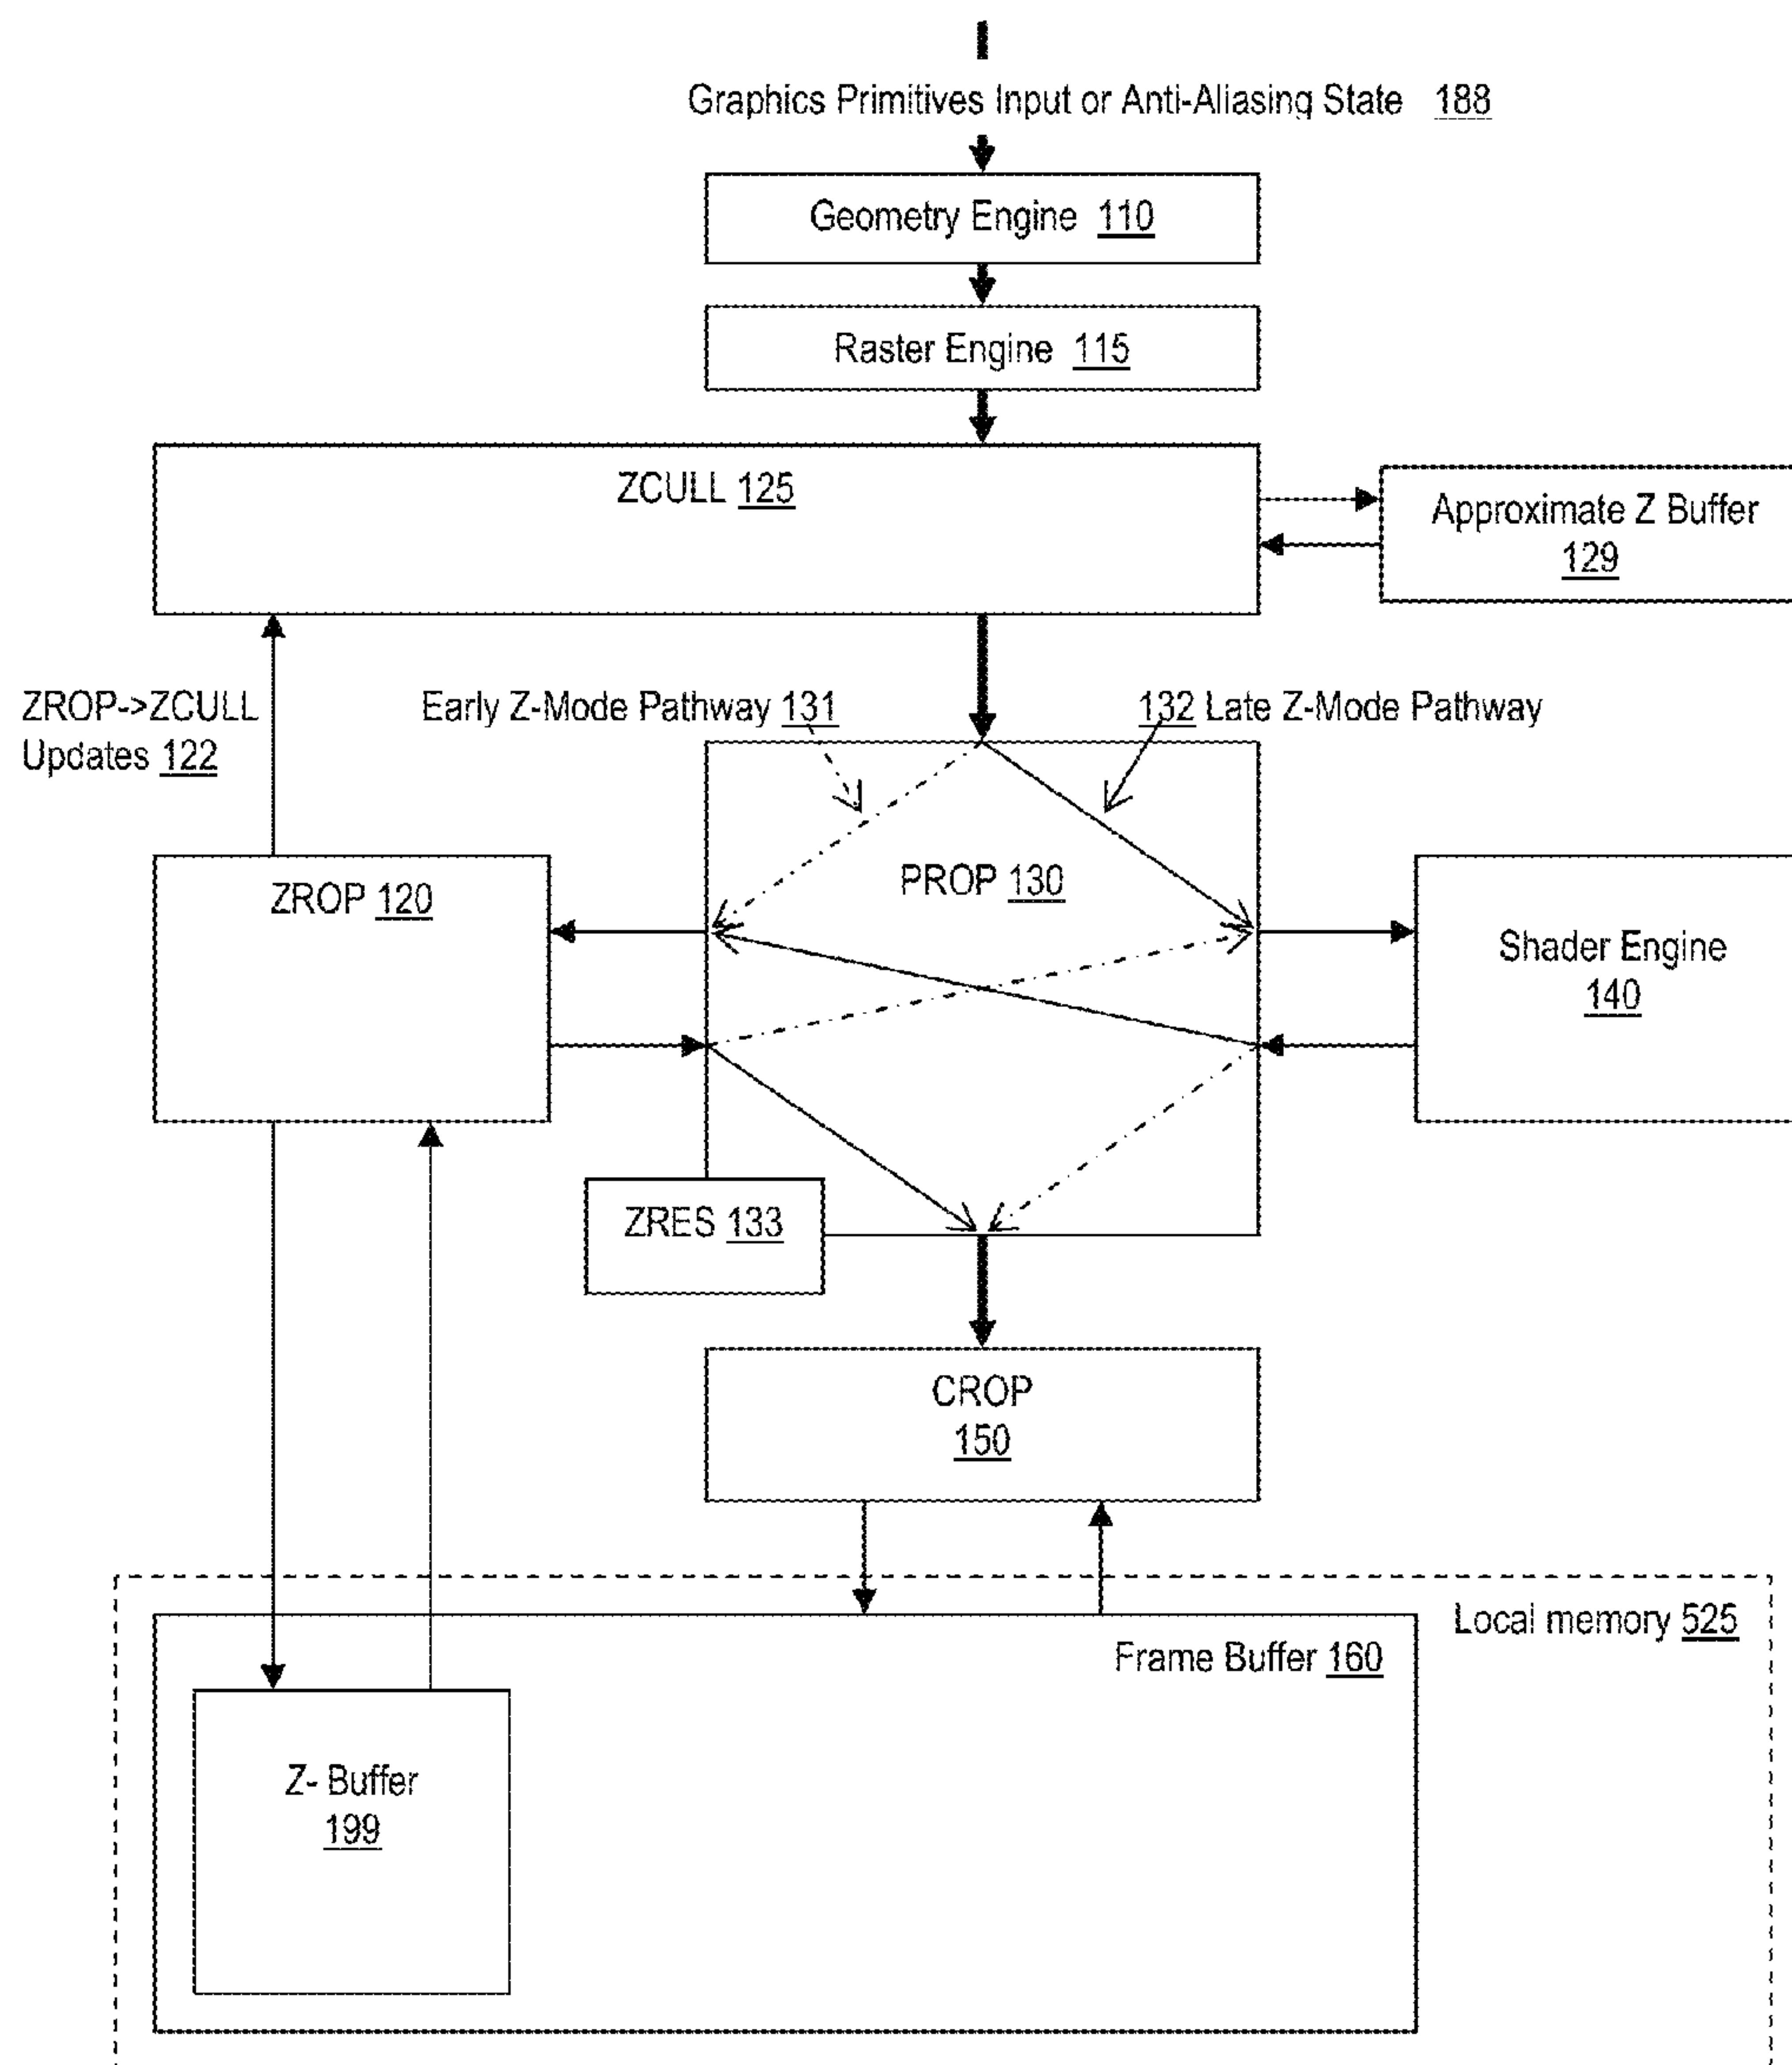 Graphics Primitives Input or Anti-Aliasing State 188
Geometry Engine 110
Raster Engine 115
ZCULL 125
Approximate Z Buffer
129
ZROP->ZCULL
Updates 122
Early Z-Mode Pathway 131
132 Late Z-Mode Pathway
ZROP 120
PROP 130
Shader Engine
140
ZRES 133
CROP
150
Local memory 525
Frame Buffer 160
Z- Buffer
199